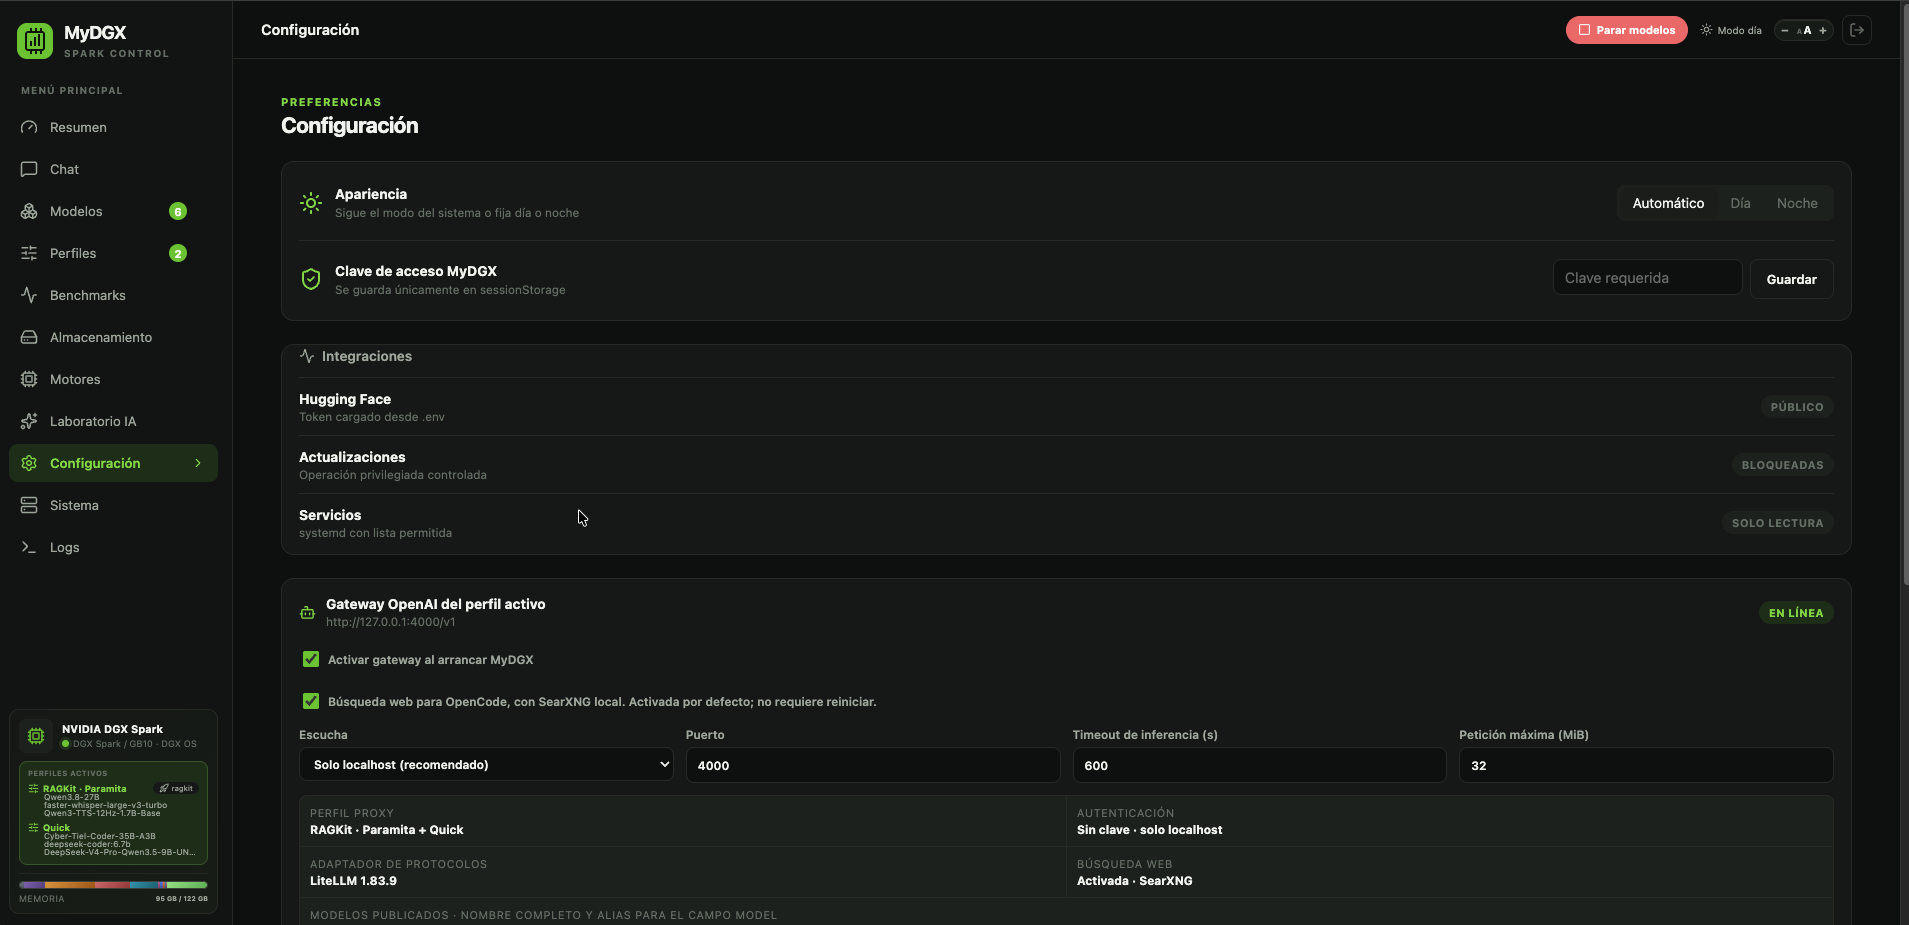 MyDGX
SPARK CONTROL
MENÚ PRINCIPAL
Resumen
Chat
Modelos 6
Perfiles 2
Benchmarks
Almacenamiento
Motores
Laboratorio IA
Configuración
Sistema
Logs
NVIDIA DGX Spark
DGX Spark / GB10 · DGX OS
PERFILES ACTIVOS
RAGKit · Paramita ragkit
Qwen3.8-27B
faster-whisper-large-v3-turbo
Qwen3-TTS-12Hz-1.7B-Base
Quick
Cyber-Tiel-Coder-35B-A3B
deepseek-coder:6.7b
DeepSeek-V4-Pro-Qwen3.5-9B-UN...
MEMORIA 95 GB / 122 GB
Configuración
Parar modelos
Modo día
− A A +
PREFERENCIAS
Configuración
Apariencia
Sigue el modo del sistema o fija día o noche
Automático Día Noche
Clave de acceso MyDGX
Se guarda únicamente en sessionStorage
Clave requerida Guardar
Integraciones
Hugging Face
Token cargado desde .env
PÚBLICO
Actualizaciones
Operación privilegiada controlada
BLOQUEADAS
Servicios
systemd con lista permitida
SOLO LECTURA
Gateway OpenAI del perfil activo
http://127.0.0.1:4000/v1
EN LÍNEA
Activar gateway al arrancar MyDGX
Búsqueda web para OpenCode, con SearXNG local. Activada por defecto; no requiere reiniciar.
Escucha Puerto Timeout de inferencia (s) Petición máxima (MiB)
Solo localhost (recomendado) 4000 600 32
PERFIL PROXY
RAGKit · Paramita + Quick
AUTENTICACIÓN
Sin clave · solo localhost
ADAPTADOR DE PROTOCOLOS
LiteLLM 1.83.9
BÚSQUEDA WEB
Activada · SearXNG
MODELOS PUBLICADOS · NOMBRE COMPLETO Y ALIAS PARA EL CAMPO MODEL